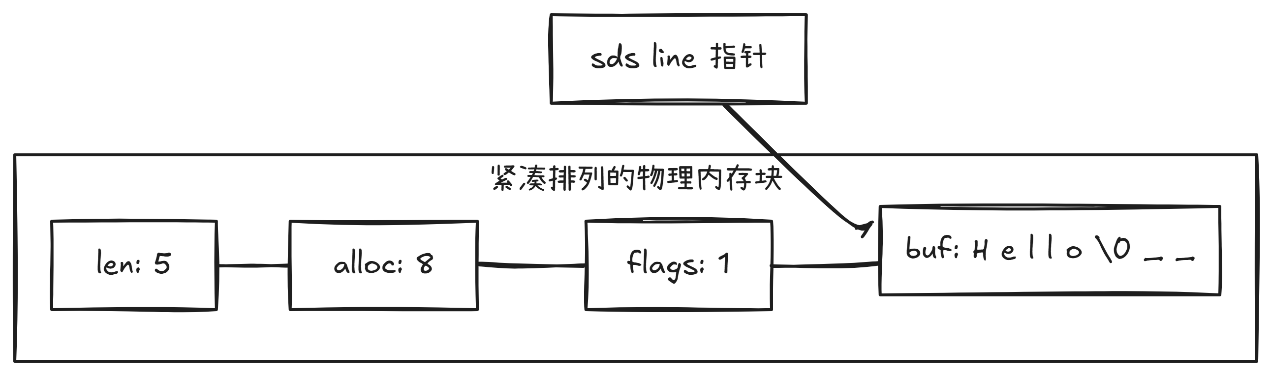 sds line 指针
紧凑排列的物理内存块
len: 5
alloc: 8
flags: 1
buf: H e l l o \0 _ _